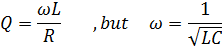 Q = ωL/R , but ω = 1/√LC